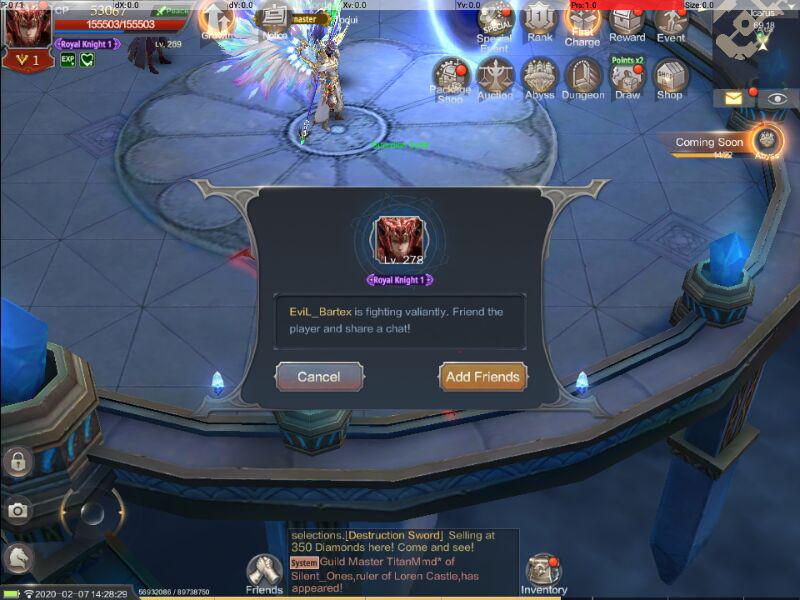 P:0 / 1
dX:0.0
dY:0.0
Xv:0.0
Yv:0.0
Prs:1.0
Size:0.0
CP 53067
Peace
155503/155503
Royal Knight 1
Lv. 269
1
EXP
Notice
master
Special
Event
Rank
First
Charge
Reward
Event
Icarus
Package
Shop
Auction
Abyss
Dungeon
Points x2
Draw
Shop
Coming Soon
Abyss
Lv. 278
Royal Knight 1
EviL_Bartex is fighting valiantly. Friend the
player and share a chat!
Cancel
Add Friends
selections.[Destruction Sword] Selling at
350 Diamonds here! Come and see!
System Guild Master TitanMmd* of
Silent_Ones,ruler of Loren Castle,has
appeared!
Friends
Inventory
2020-02-07 14:28:29
56932086 / 89738750